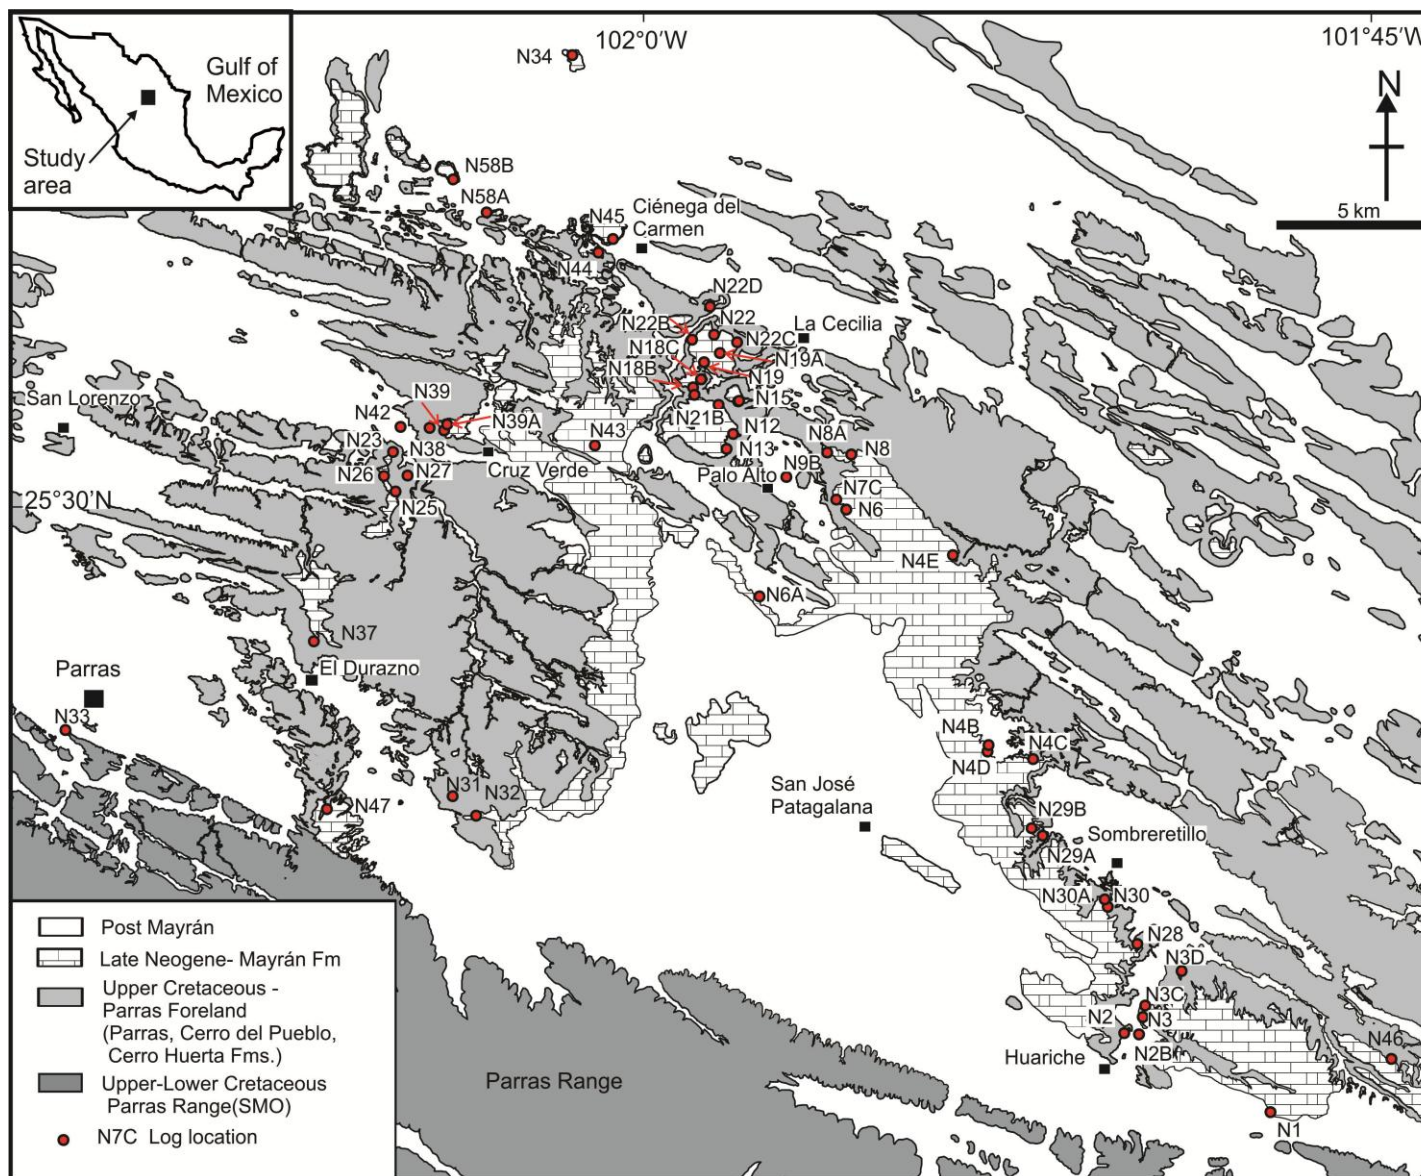 102°0’W
101°45’W
N34
Gulf of
Mexico
N
Study
area
5 km
N58B
N58A
N45
Ciénega del
Carmen
N44
N22D
N22B
N22
N22C
La Cecilia
N18C
N19A
N18B
N19
N15
N21B
San Lorenzo
N39
N42
N39A
N38
N23
N43
N12
N13
N8A
N8
Cruz Verde
N9B
Palo Alto
N26
N27
N25
25°30’N
N7C
N6
N4E
N6A
N37
El Durazno
Parras
N33
N4B
N4C
N4D
San José
Patagalana
N31
N32
N47
N29B
Sombreretillo
N29A
N30A
N30
N28
N3D
N3C
N3
N2
N2B
N46
Huariche
N1
Parras Range
Post Mayrán
Late Neogene- Mayrán Fm
Upper Cretaceous -
Parras Foreland
(Parras, Cerro del Pueblo,
Cerro Huerta Fms.)
Upper-Lower Cretaceous
Parras Range(SMO)
N7C Log location